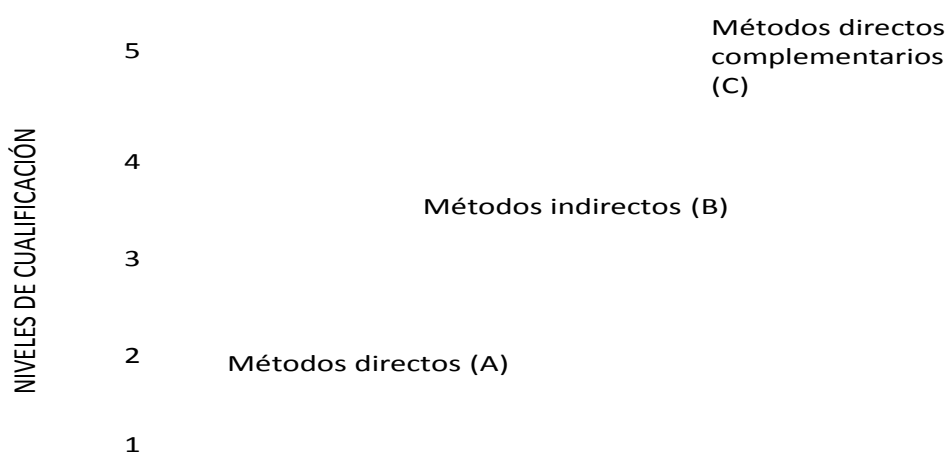 NIVELES DE CUALIFICACIÓN
5
Métodos directos
complementarios
(C)
4
Métodos indirectos (B)
3
2
Métodos directos (A)
1